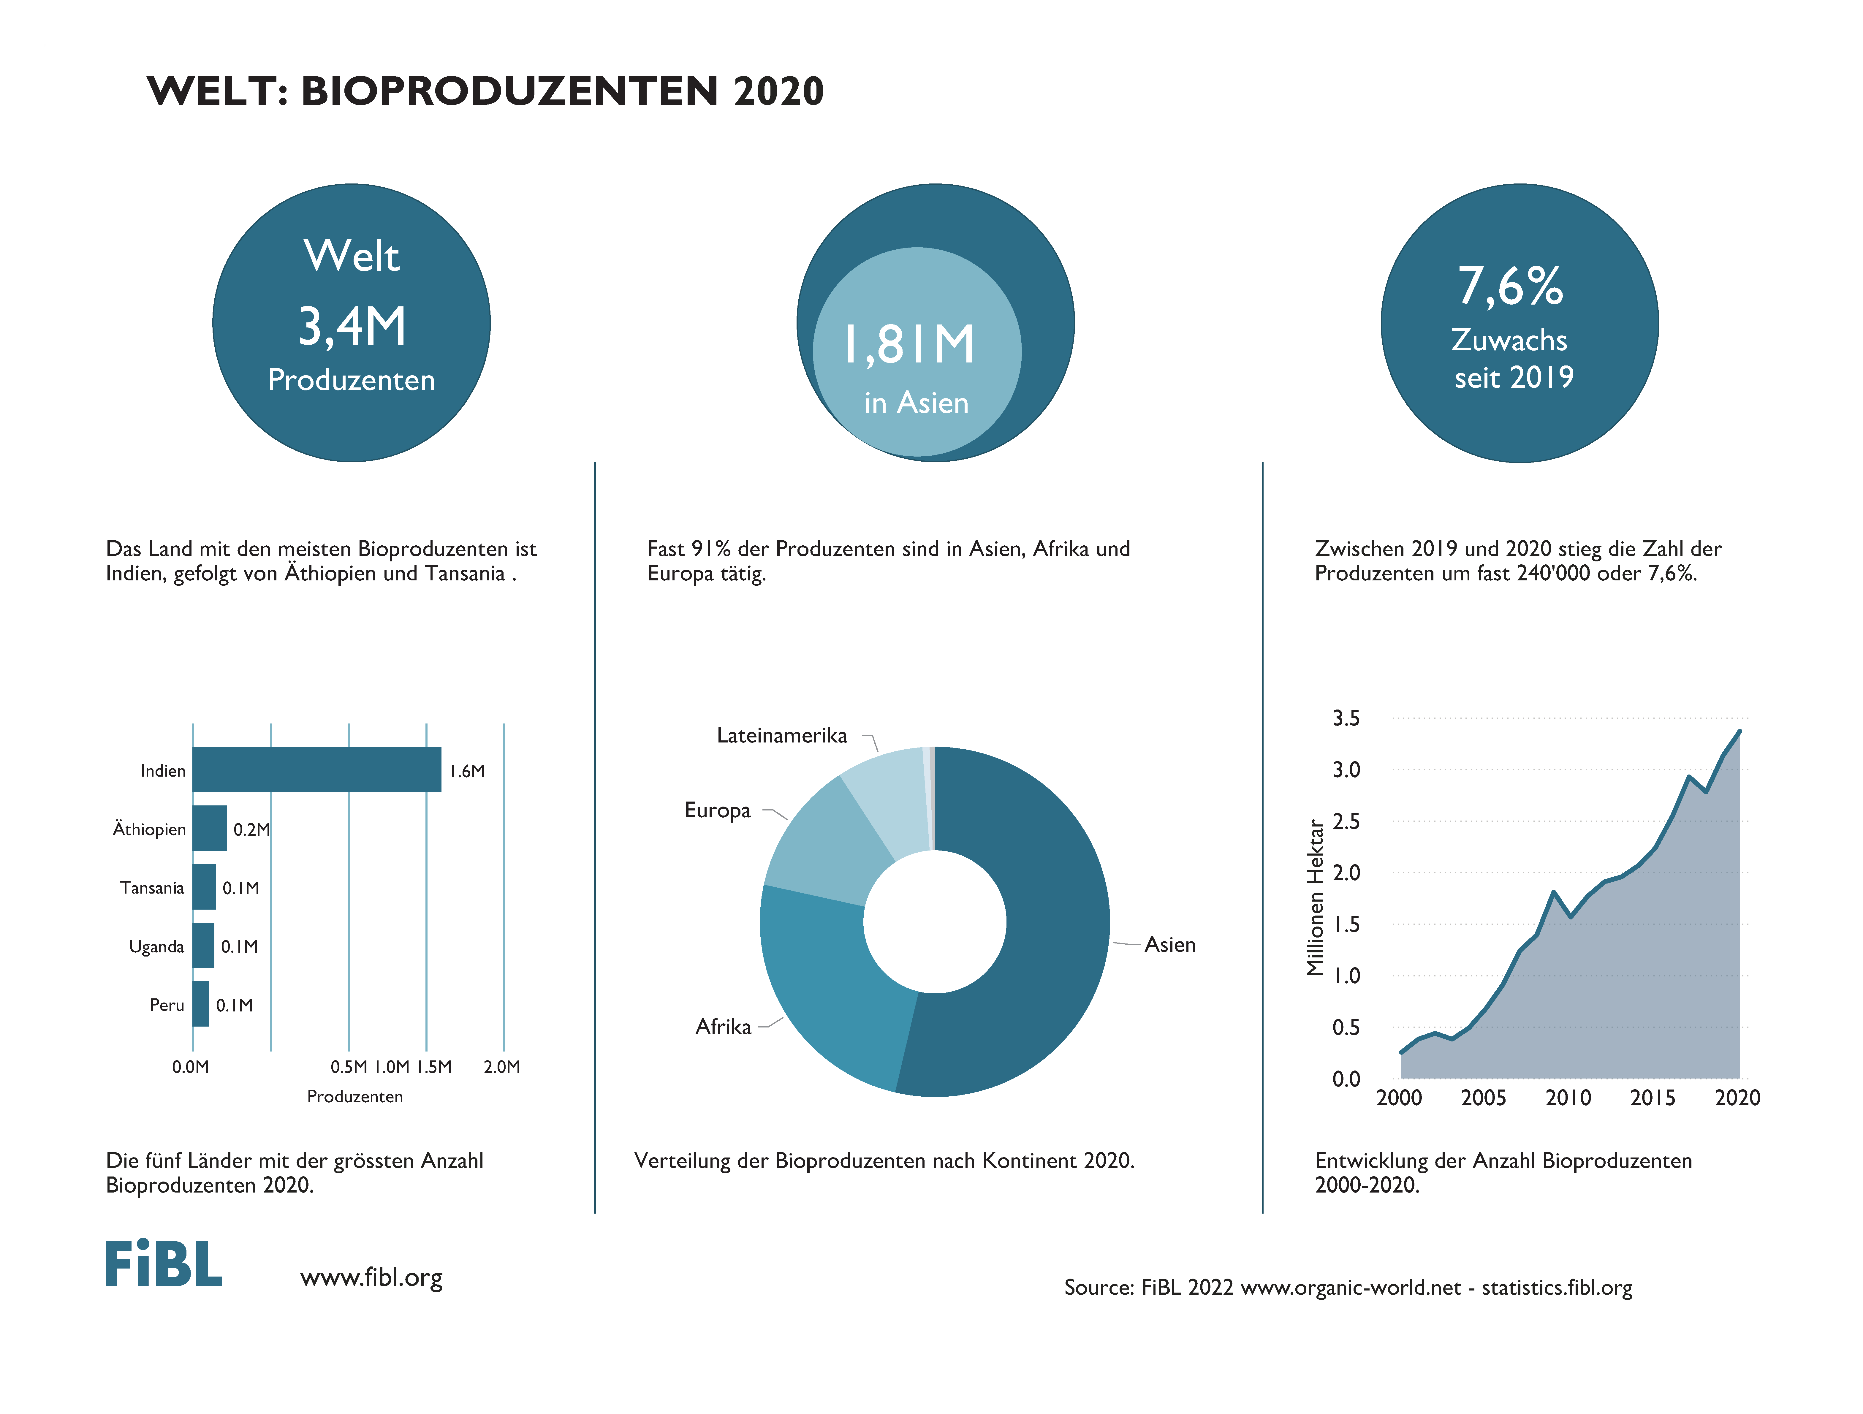 WELT: BIOPRODUZENTEN 2020
Welt
3,4M
Produzenten
1,81M
in Asien
7,6%
Zuwachs
seit 2019
Das Land mit den meisten Bioproduzenten ist
Indien, gefolgt von Äthiopien und Tansania .
Fast 91% der Produzenten sind in Asien, Afrika und
Europa tätig.
Zwischen 2019 und 2020 stieg die Zahl der
Produzenten um fast 240'000 oder 7,6%.
Indien 1.6M
Äthiopien 0.2M
Tansania 0.1M
Uganda 0.1M
Peru 0.1M
0.0M 0.5M 1.0M 1.5M 2.0M
Produzenten
Lateinamerika
Europa
Asien
Afrika
Millionen Hektar
3.5
3.0
2.5
2.0
1.5
1.0
0.5
0.0
2000 2005 2010 2015 2020
Die fünf Länder mit der grössten Anzahl
Bioproduzenten 2020.
Verteilung der Bioproduzenten nach Kontinent 2020.
Entwicklung der Anzahl Bioproduzenten
2000-2020.
FiBL www.fibl.org
Source: FiBL 2022 www.organic-world.net - statistics.fibl.org